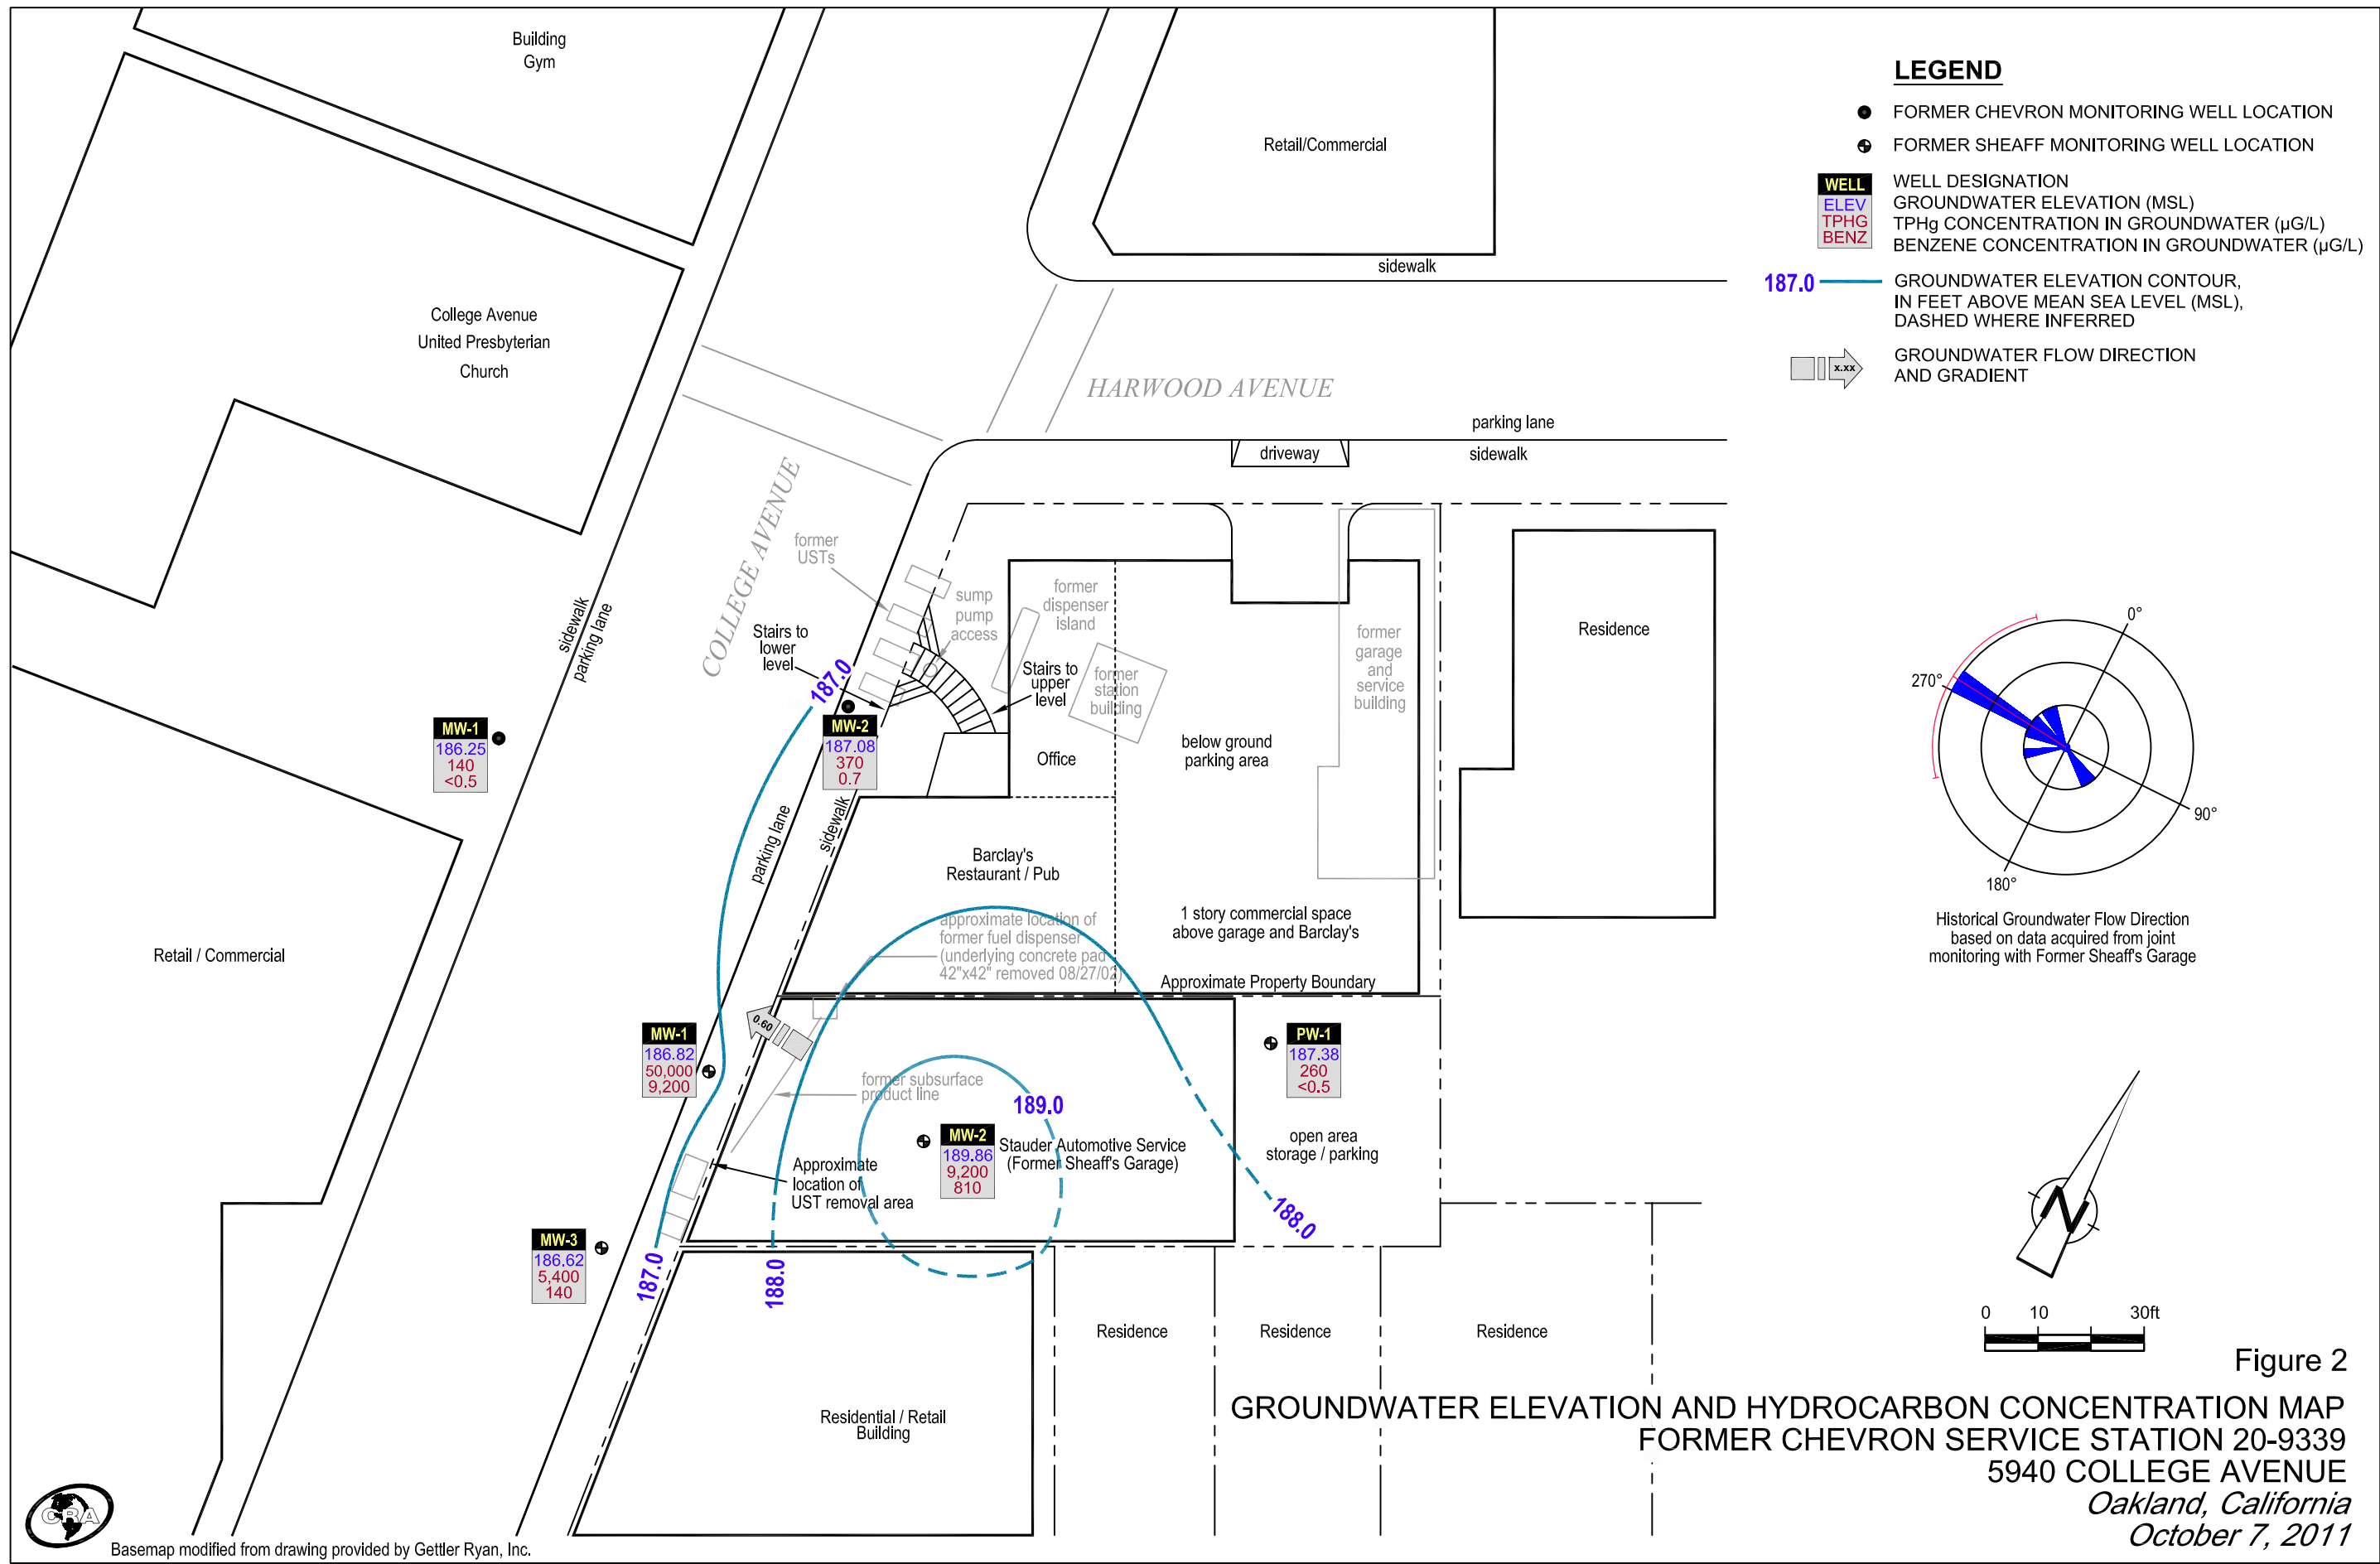 Building
Gym
Retail/Commercial
sidewalk
College Avenue
United Presbyterian
Church
HARWOOD AVENUE
parking lane
sidewalk
driveway
COLLEGE AVENUE
former
USTs
sump
pump
access
former
dispenser
island
Stairs to
lower
level
Stairs to
upper
level
former
station
building
former
garage
and
service
building
Residence
sidewalk
parking lane
187.0
MW-1
186.25
140
<0.5
MW-2
187.08
370
0.7
Office
below ground
parking area
parking lane
sidewalk
Barclay's
Restaurant / Pub
Retail / Commercial
approximate location of
former fuel dispenser
(underlying concrete pad
42"x42" removed 08/27/02)
1 story commercial space
above garage and Barclay's
Approximate Property Boundary
0.60
MW-1
186.82
50,000
9,200
PW-1
187.38
260
<0.5
former subsurface
product line
189.0
MW-2
189.86
9,200
810
Stauder Automotive Service
(Former Sheaff's Garage)
open area
storage / parking
Approximate
location of
UST removal area
188.0
MW-3
186.62
5,400
140
187.0
188.0
Residence
Residence
Residence
Residential / Retail
Building
LEGEND
FORMER CHEVRON MONITORING WELL LOCATION
FORMER SHEAFF MONITORING WELL LOCATION
WELL
ELEV
TPHG
BENZ
WELL DESIGNATION
GROUNDWATER ELEVATION (MSL)
TPHg CONCENTRATION IN GROUNDWATER (µG/L)
BENZENE CONCENTRATION IN GROUNDWATER (µG/L)
187.0
GROUNDWATER ELEVATION CONTOUR,
IN FEET ABOVE MEAN SEA LEVEL (MSL),
DASHED WHERE INFERRED
x.xx
GROUNDWATER FLOW DIRECTION
AND GRADIENT
0°
270°
90°
180°
Historical Groundwater Flow Direction
based on data acquired from joint
monitoring with Former Sheaff's Garage
N
0 10 30ft
Figure 2
GROUNDWATER ELEVATION AND HYDROCARBON CONCENTRATION MAP
FORMER CHEVRON SERVICE STATION 20-9339
5940 COLLEGE AVENUE
Oakland, California
October 7, 2011
CRA
Basemap modified from drawing provided by Gettler Ryan, Inc.